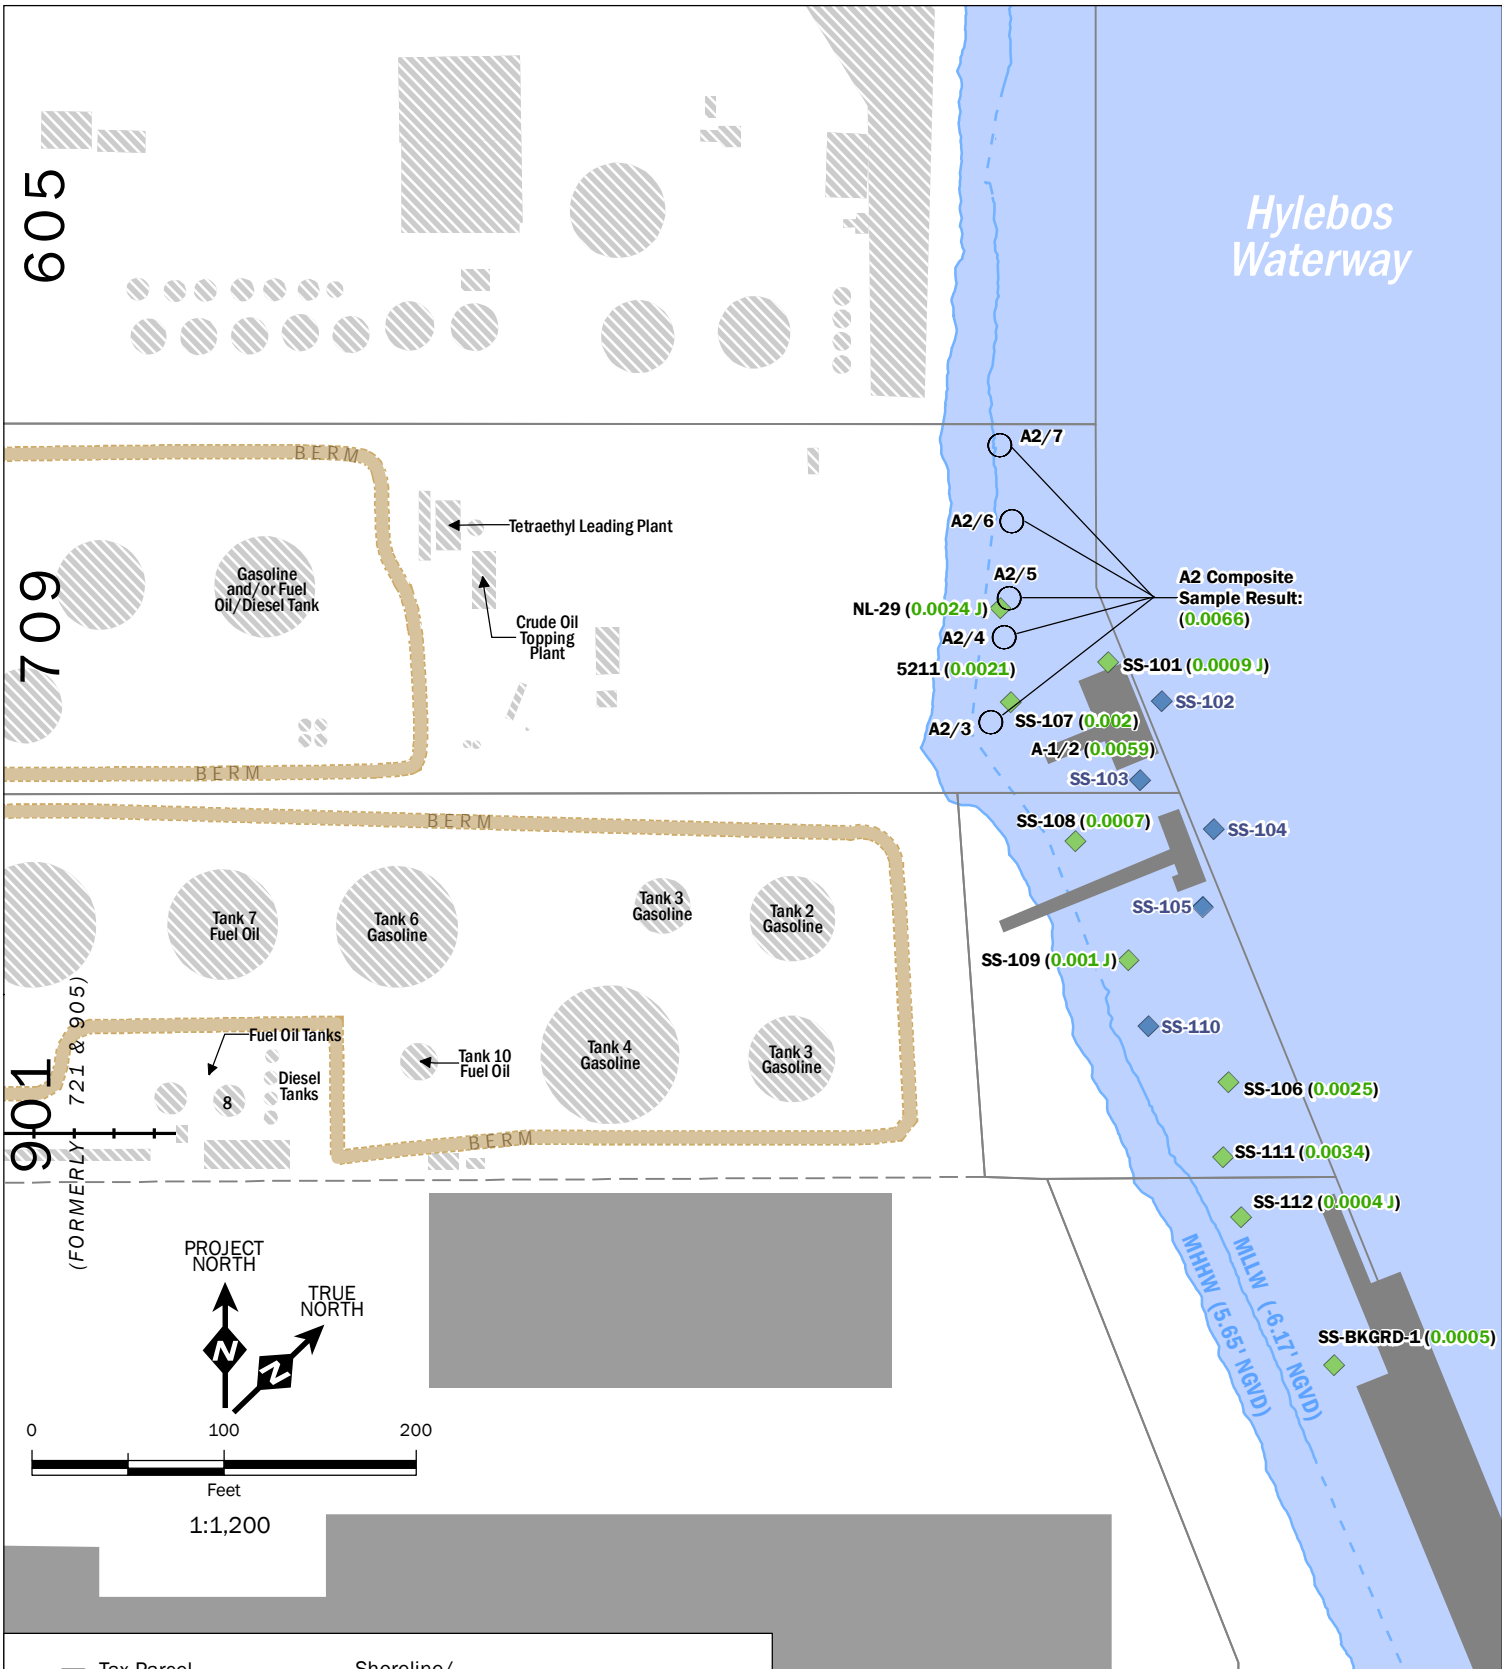 605
Hylebos
Waterway
BERM
A2/7
A2/6
Tetraethyl Leading Plant
709
Gasoline
and/or Fuel
Oil/Diesel Tank
A2/5
A2 Composite
Sample Result:
(0.0066)
NL-29 (0.0024 J)
Crude Oil
Topping
Plant
A2/4
5211 (0.0021)
SS-101 (0.0009 J)
SS-102
A2/3
SS-107 (0.002)
A-1/2 (0.0059)
BERM
SS-103
BERM
SS-108 (0.0007)
SS-104
Tank 7
Fuel Oil
Tank 6
Gasoline
Tank 3
Gasoline
Tank 2
Gasoline
SS-105
SS-109 (0.001 J)
901
(FORMERLY 721 & 905)
Fuel Oil Tanks
SS-110
Tank 10
Fuel Oil
Tank 4
Gasoline
Tank 3
Gasoline
Diesel
Tanks
8
SS-106 (0.0025)
BERM
SS-111 (0.0034)
SS-112 (0.0004 J)
MHHW (5.65' NGVD)
MLLW (-6.17' NGVD)
PROJECT
NORTH
TRUE
NORTH
N
N
SS-BKGRD-1 (0.0005)
0 100 200
Feet
1:1,200
Tax Parcel
Shoreline/